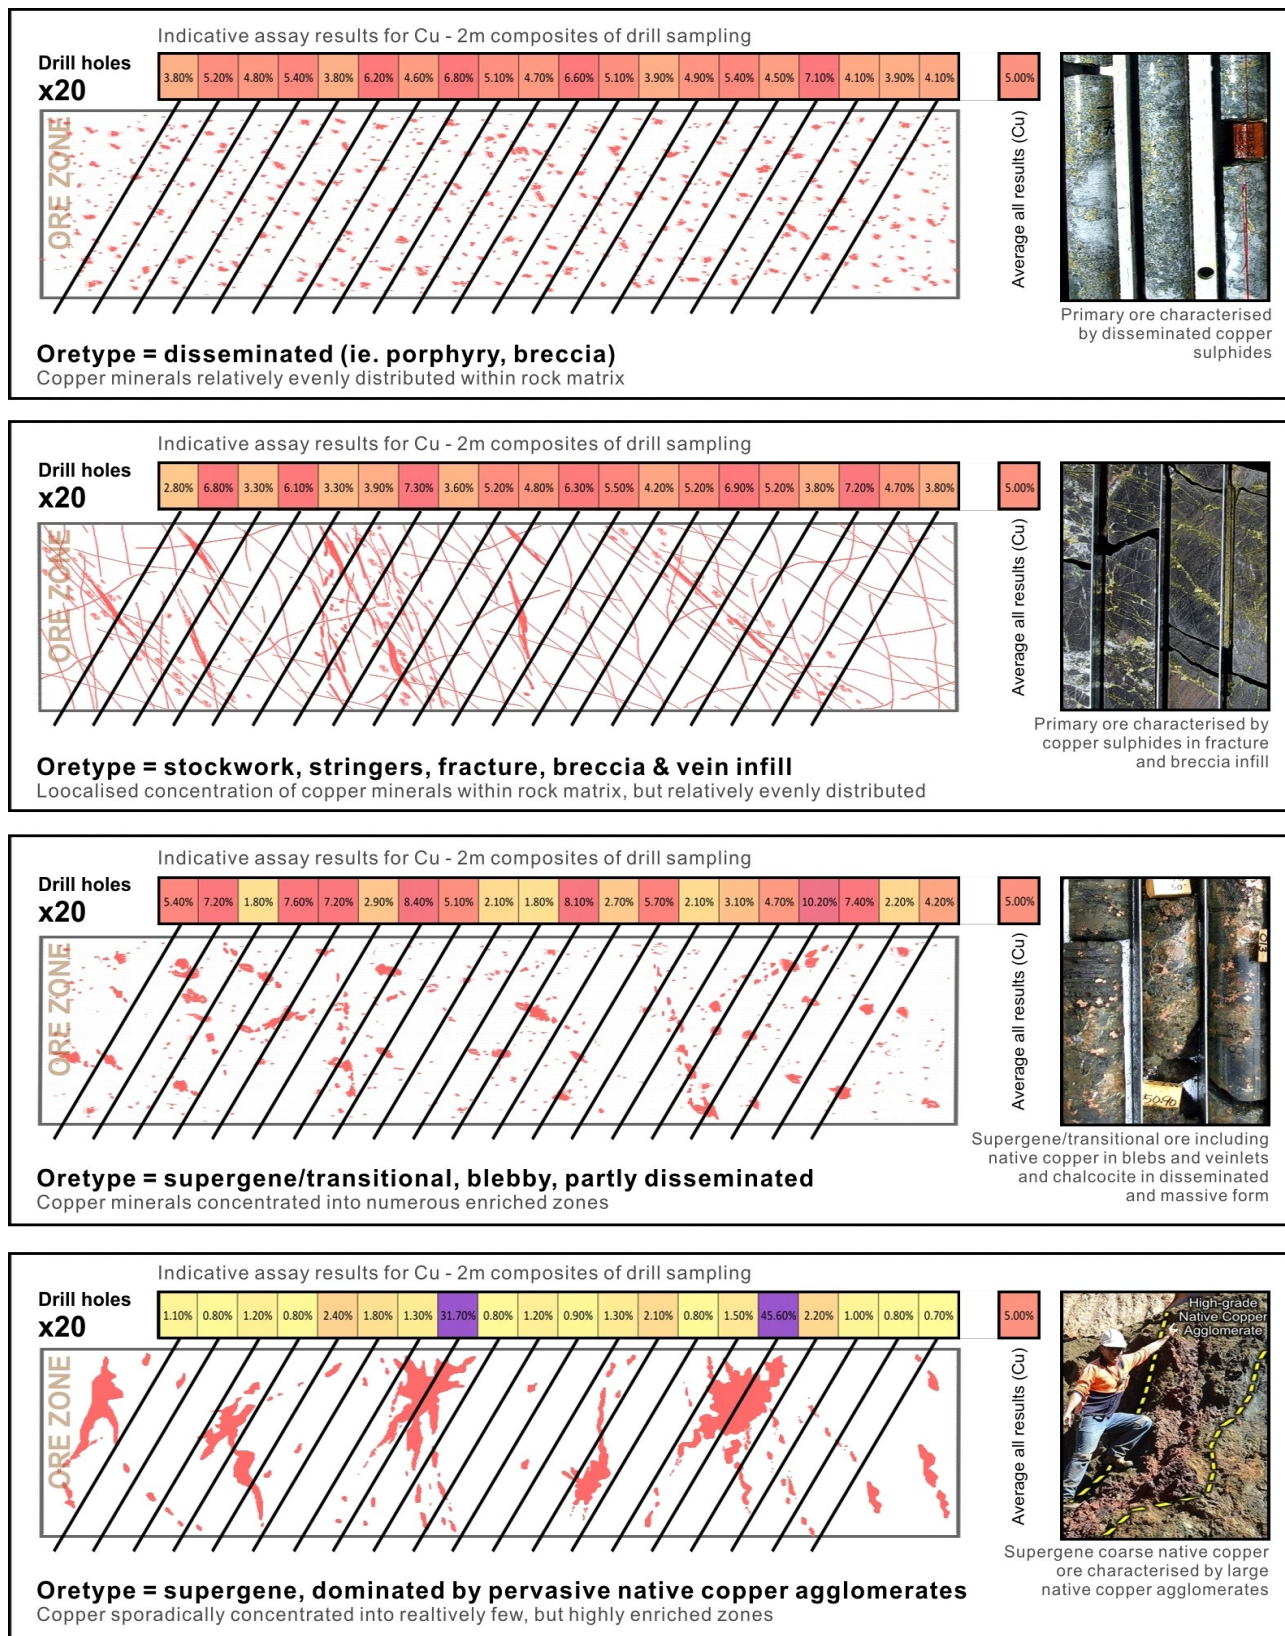 Indicative assay results for Cu - 2m composites of drill sampling
Drill holes
x20
3.80% 5.20% 4.80% 5.40% 3.80% 6.20% 4.60% 6.80% 5.10% 4.70% 6.60% 5.10% 3.90% 4.90% 5.40% 4.50% 7.10% 4.10% 3.90% 4.10% 5.00%
ORE ZONE
Average all results (Cu)
Primary ore characterised
by disseminated copper
sulphides
Oretype = disseminated (ie. porphyry, breccia)
Copper minerals relatively evenly distributed within rock matrix
Indicative assay results for Cu - 2m composites of drill sampling
Drill holes
x20
2.80% 6.80% 3.30% 6.10% 3.30% 3.90% 7.30% 3.60% 5.20% 4.80% 6.30% 5.50% 4.20% 5.20% 6.90% 5.20% 3.80% 7.20% 4.70% 3.80% 5.00%
ORE ZONE
Average all results (Cu)
Primary ore characterised by
copper sulphides in fracture
and breccia infill
Oretype = stockwork, stringers, fracture, breccia & vein infill
Loocalised concentration of copper minerals within rock matrix, but relatively evenly distributed
Indicative assay results for Cu - 2m composites of drill sampling
Drill holes
x20
5.40% 7.20% 1.80% 7.60% 7.20% 2.90% 8.40% 5.10% 2.10% 1.80% 8.10% 2.70% 5.70% 2.10% 3.10% 4.70% 10.20% 7.40% 2.20% 4.20% 5.00%
ORE ZONE
Average all results (Cu)
5090
Supergene/transitional ore including
native copper in blebs and veinlets
and chalcocite in disseminated
and massive form
Oretype = supergene/transitional, blebby, partly disseminated
Copper minerals concentrated into numerous enriched zones
Indicative assay results for Cu - 2m composites of drill sampling
Drill holes
x20
1.10% 0.80% 1.20% 0.80% 2.40% 1.80% 1.30% 31.70% 0.80% 1.20% 0.90% 1.30% 2.10% 0.80% 1.50% 45.60% 2.20% 1.00% 0.80% 0.70% 5.00%
ORE ZONE
Average all results (Cu)
High-grade
Native Copper
Agglomerate
Supergene coarse native copper
ore characterised by large
native copper agglomerates
Oretype = supergene, dominated by pervasive native copper agglomerates
Copper sporadically concentrated into realtively few, but highly enriched zones